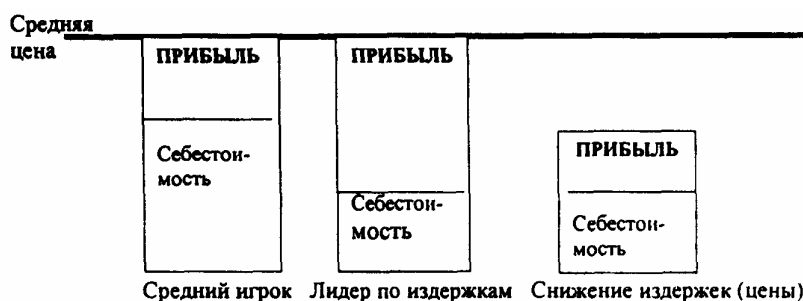 Средняя
цена
ПРИБЫЛЬ
Себестои-
мость
Средний игрок
ПРИБЫЛЬ
Себестои-
мость
Лидер по издержкам
ПРИБЫЛЬ
Себестои-
мость
Снижение издержек (цены)